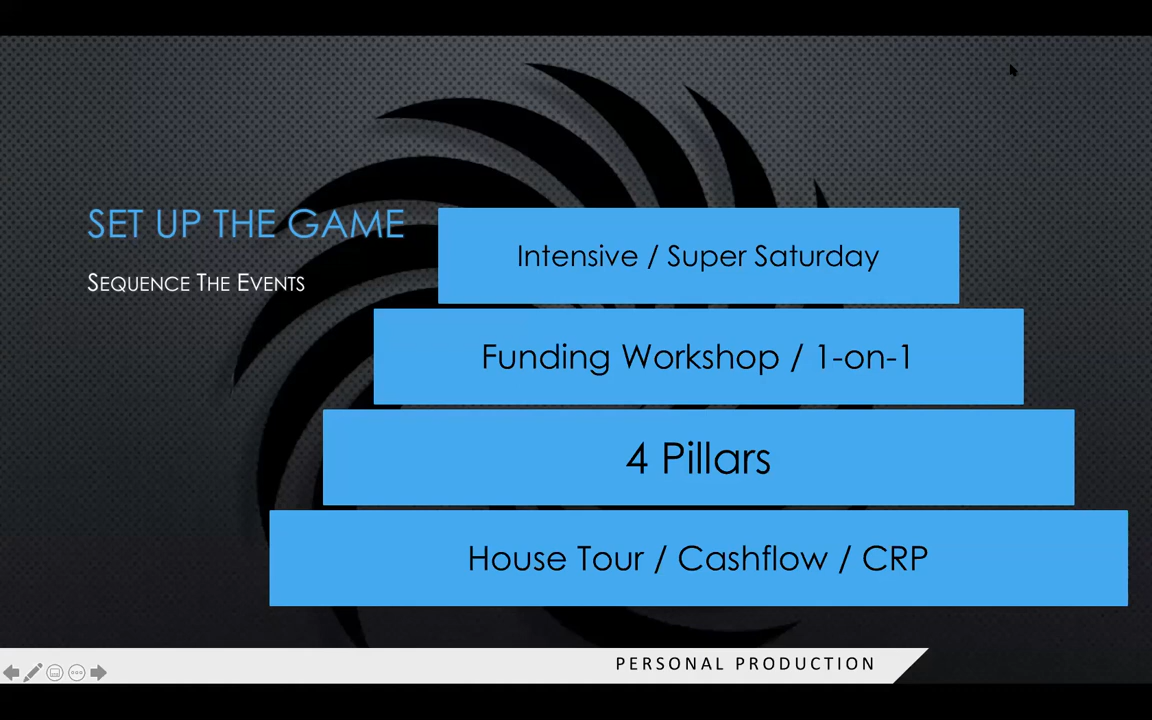 SET UP THE GAME
SEQUENCE THE EVENTS
Intensive / Super Saturday
Funding Workshop / 1-on-1
4 Pillars
House Tour / Cashflow / CRP
PERSONAL PRODUCTION